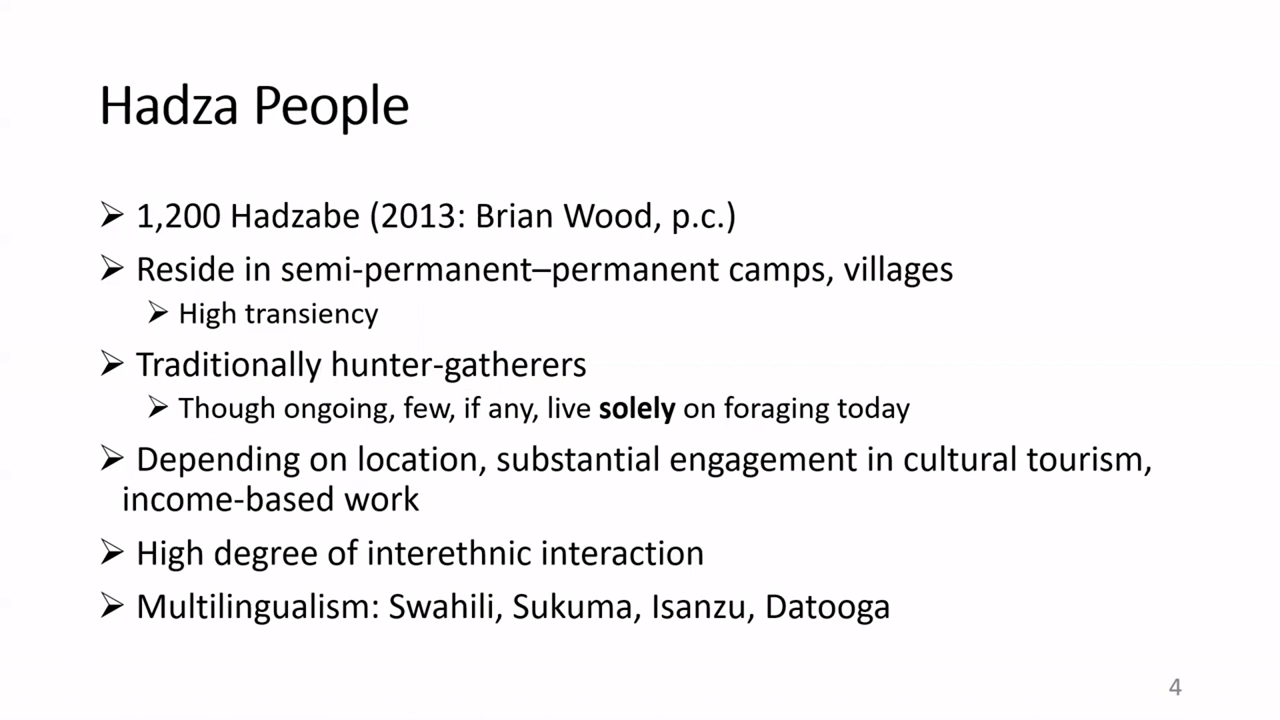 Hadza People
➢ 1,200 Hadzabe (2013: Brian Wood, p.c.)
➢ Reside in semi-permanent–permanent camps, villages
➢ High transiency
➢ Traditionally hunter-gatherers
➢ Though ongoing, few, if any, live solely on foraging today
➢ Depending on location, substantial engagement in cultural tourism,
income-based work
➢ High degree of interethnic interaction
➢ Multilingualism: Swahili, Sukuma, Isanzu, Datooga
4